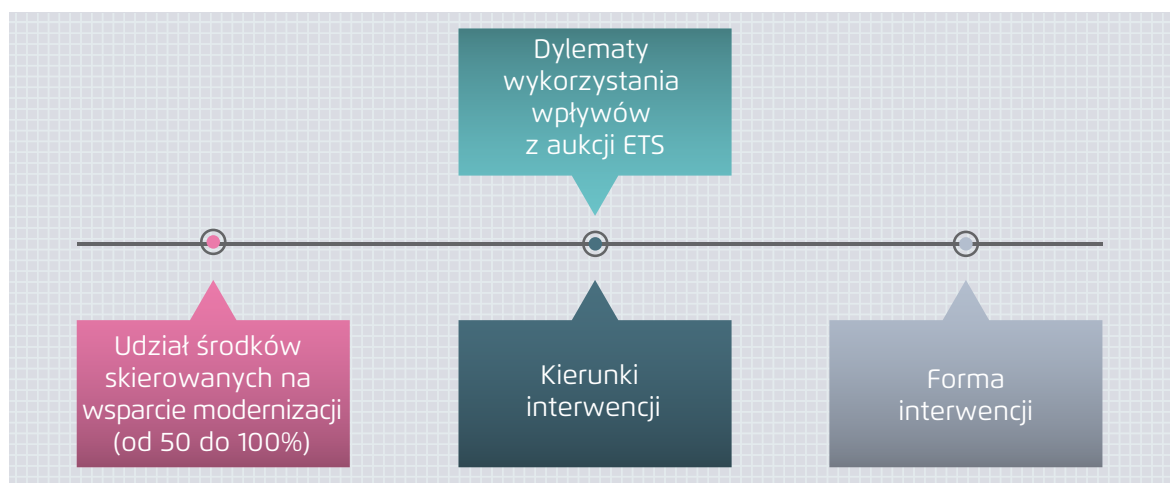 Dylematy
wykorzystania
wpływów
z aukcji ETS
Udział środków
skierowanych na
wsparcie modernizacji
(od 50 do 100%)
Kierunki
interwencji
Forma
interwencji